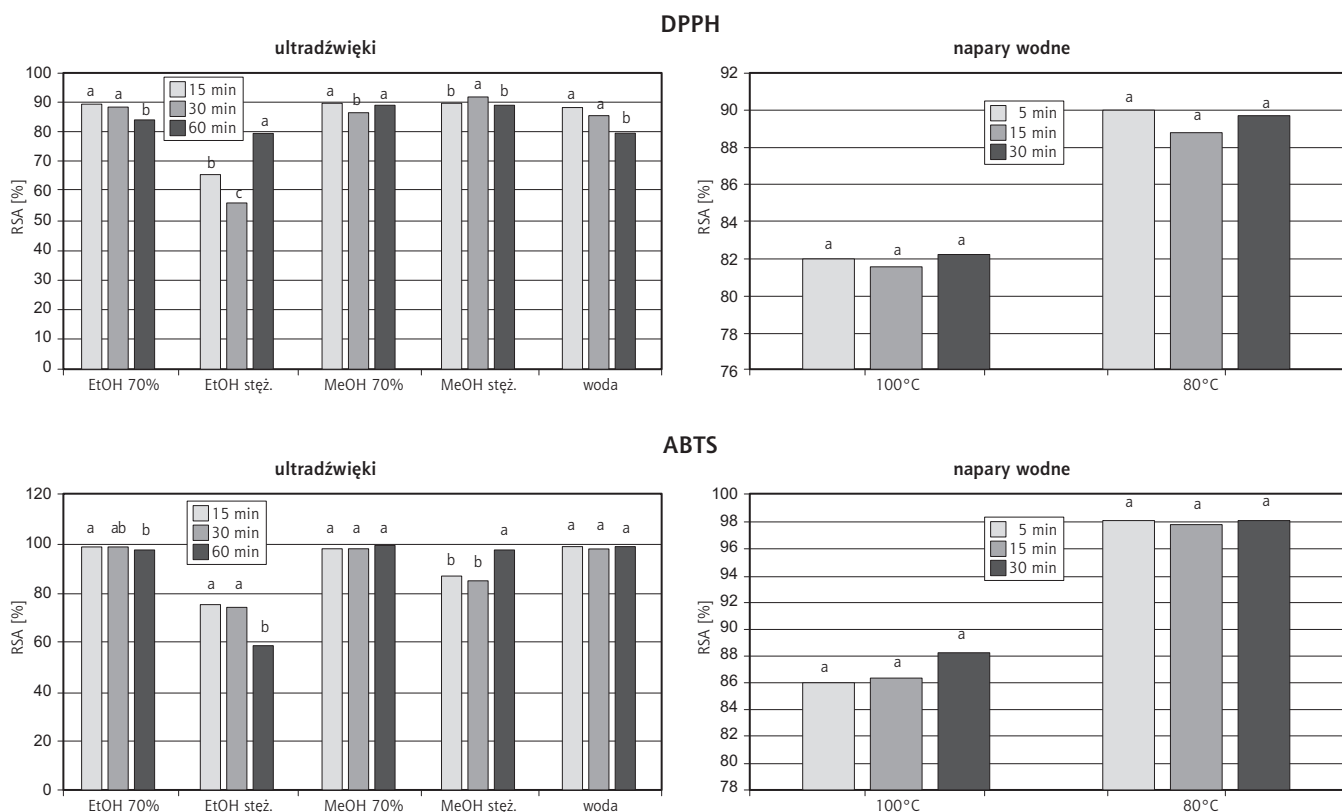 DPPH
ultradźwięki
100
90
80
70
60
50
40
30
20
10
0
RSA [%]
15 min
30 min
60 min
a a b
b c a
a b a
b a b
a a b
EtOH 70% EtOH stęż. MeOH 70% MeOH stęż. woda
napary wodne
92
90
88
86
84
82
80
78
76
RSA [%]
5 min
15 min
30 min
a a a
a a a
100°C 80°C
ABTS
ultradźwięki
120
100
80
60
40
20
0
RSA [%]
15 min
30 min
60 min
a ab b
a a b
a a a
b b a
a a a
EtOH 70% EtOH stęż. MeOH 70% MeOH stęż. woda
napary wodne
100
98
96
94
92
90
88
86
84
82
80
78
RSA [%]
5 min
15 min
30 min
a a a
a a a
100°C 80°C